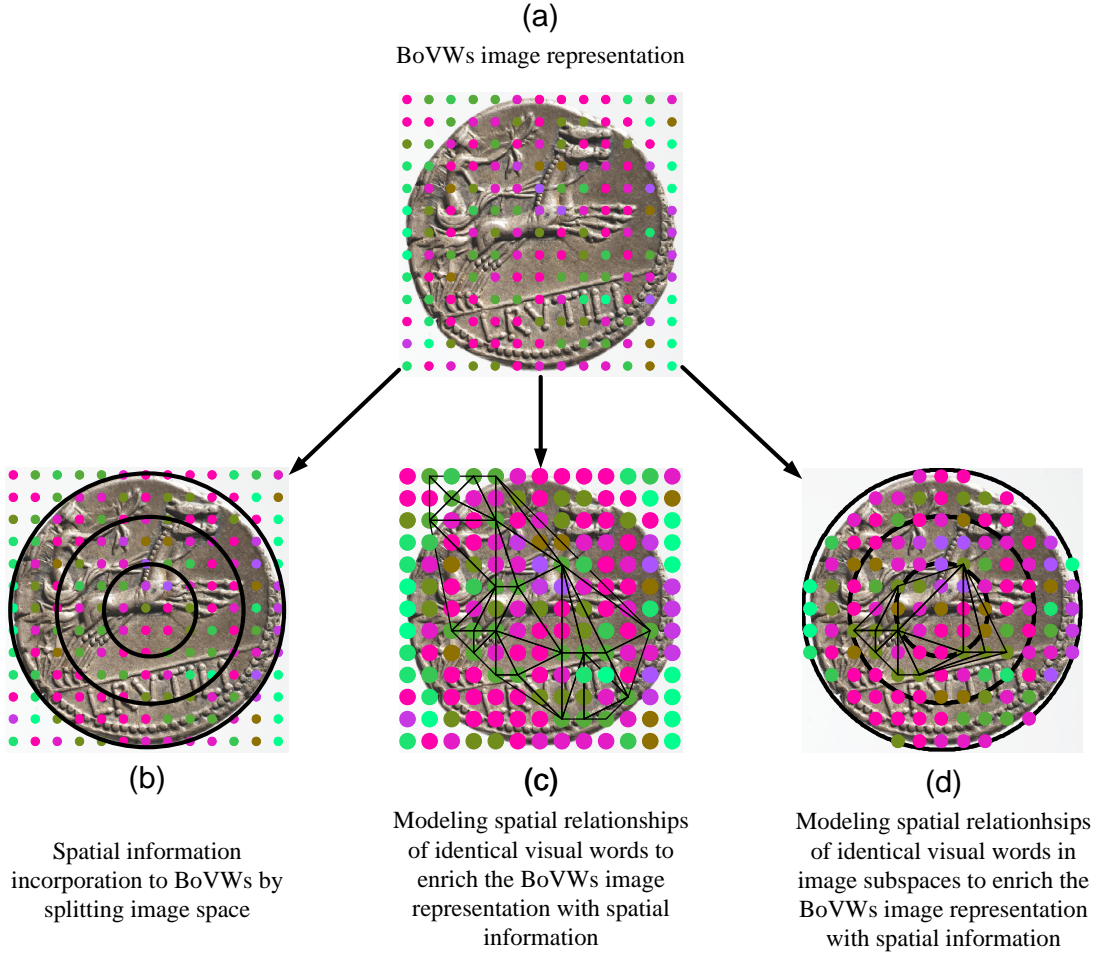 (a)
BoVWs image representation
L·RVTILI
(b)
Spatial information
incorporation to BoVWs by
splitting image space
(c)
Modeling spatial relationships
of identical visual words to
enrich the BoVWs image
representation with spatial
information
(d)
Modeling spatial relationhsips
of identical visual words in
image subspaces to enrich the
BoVWs image representation
with spatial information